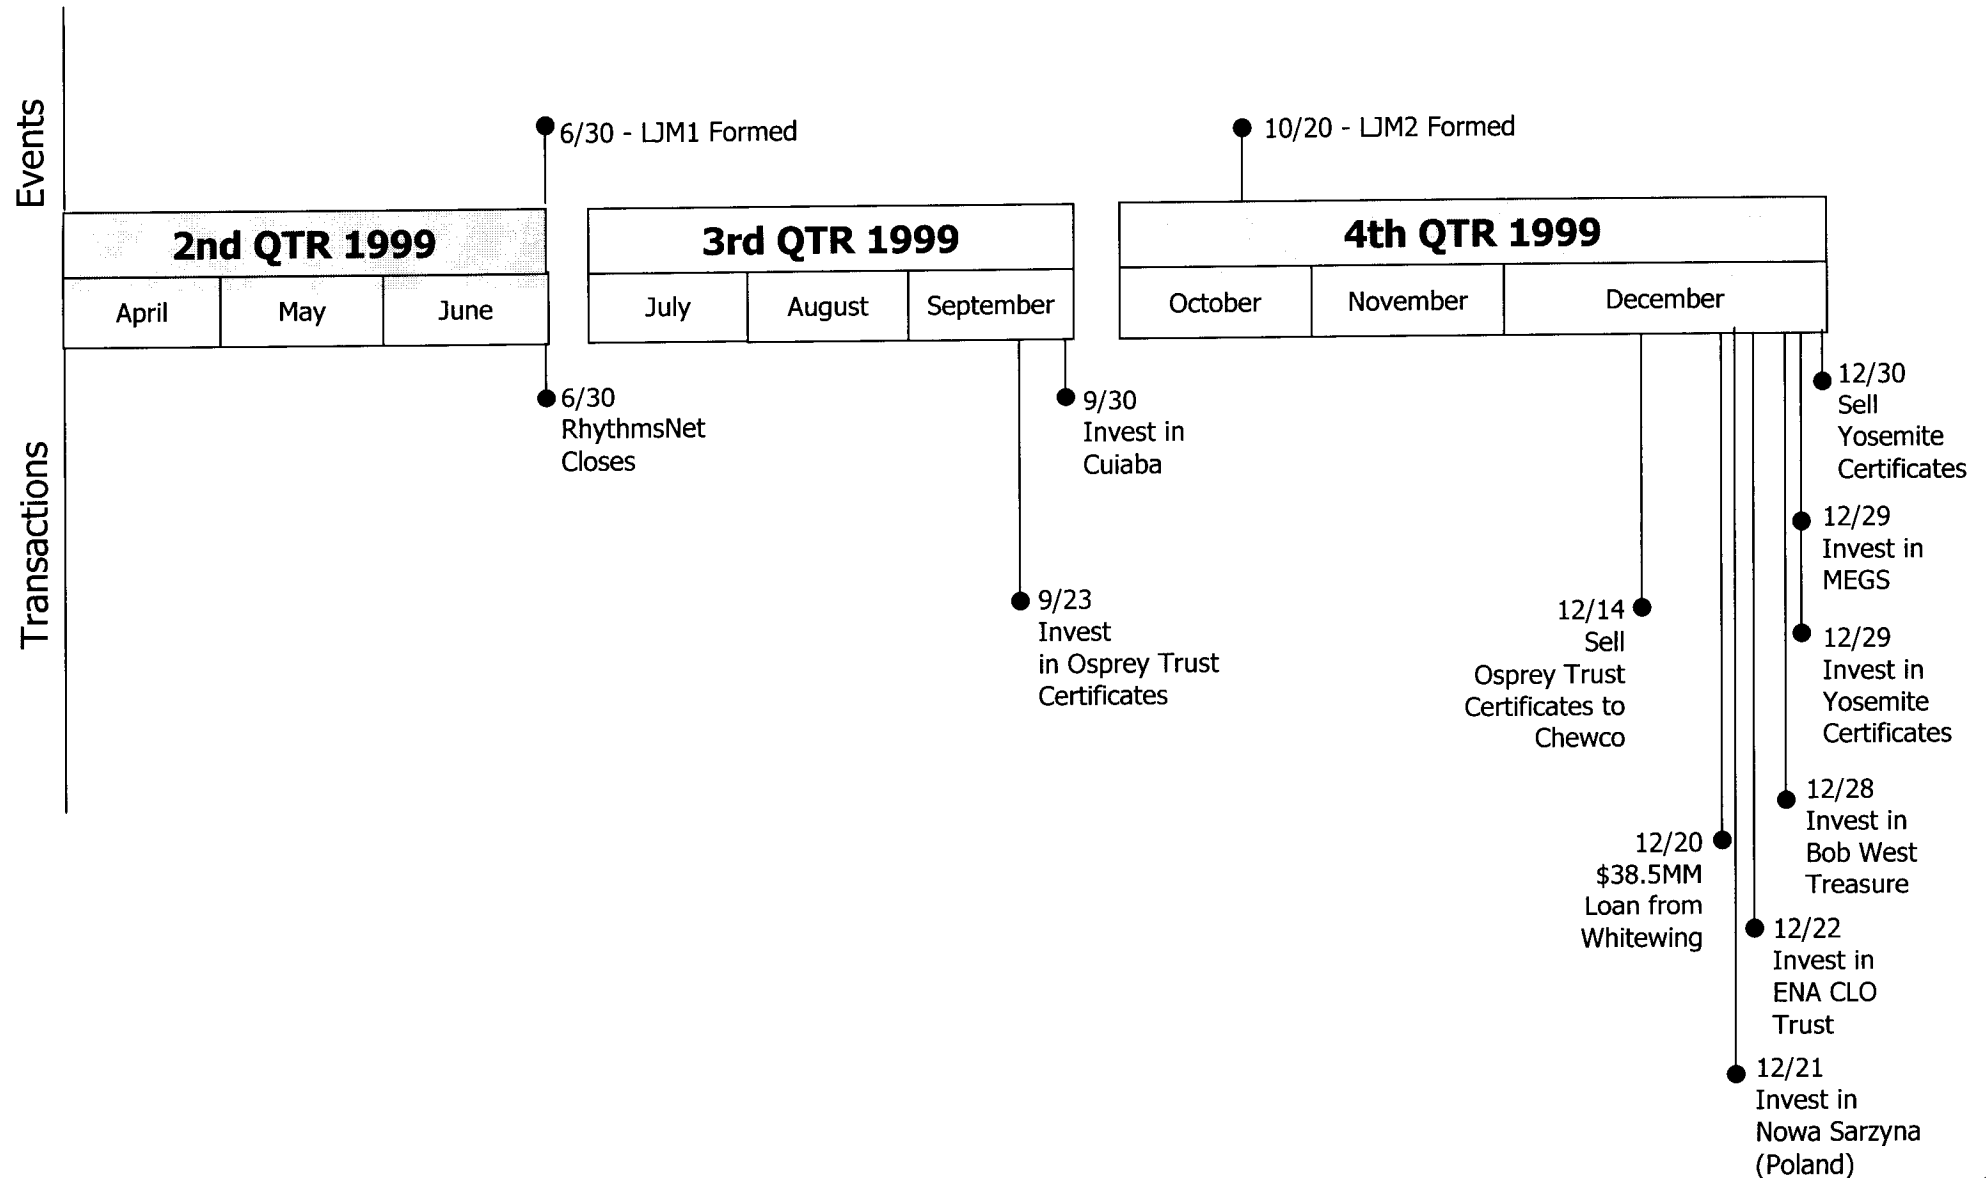 Events
6/30 - LJM1 Formed
10/20 - LJM2 Formed
2nd QTR 1999
3rd QTR 1999
4th QTR 1999
April
May
June
July
August
September
October
November
December
Transactions
6/30
RhythmsNet
Closes
9/23
Invest
in Osprey Trust
Certificates
9/30
Invest in
Cuiaba
12/14
Sell
Osprey Trust
Certificates to
Chewco
12/20
$38.5MM
Loan from
Whitewing
12/21
Invest in
Nowa Sarzyna
(Poland)
12/22
Invest in
ENA CLO
Trust
12/28
Invest in
Bob West
Treasure
12/29
Invest in
Yosemite
Certificates
12/29
Invest in
MEGS
12/30
Sell
Yosemite
Certificates